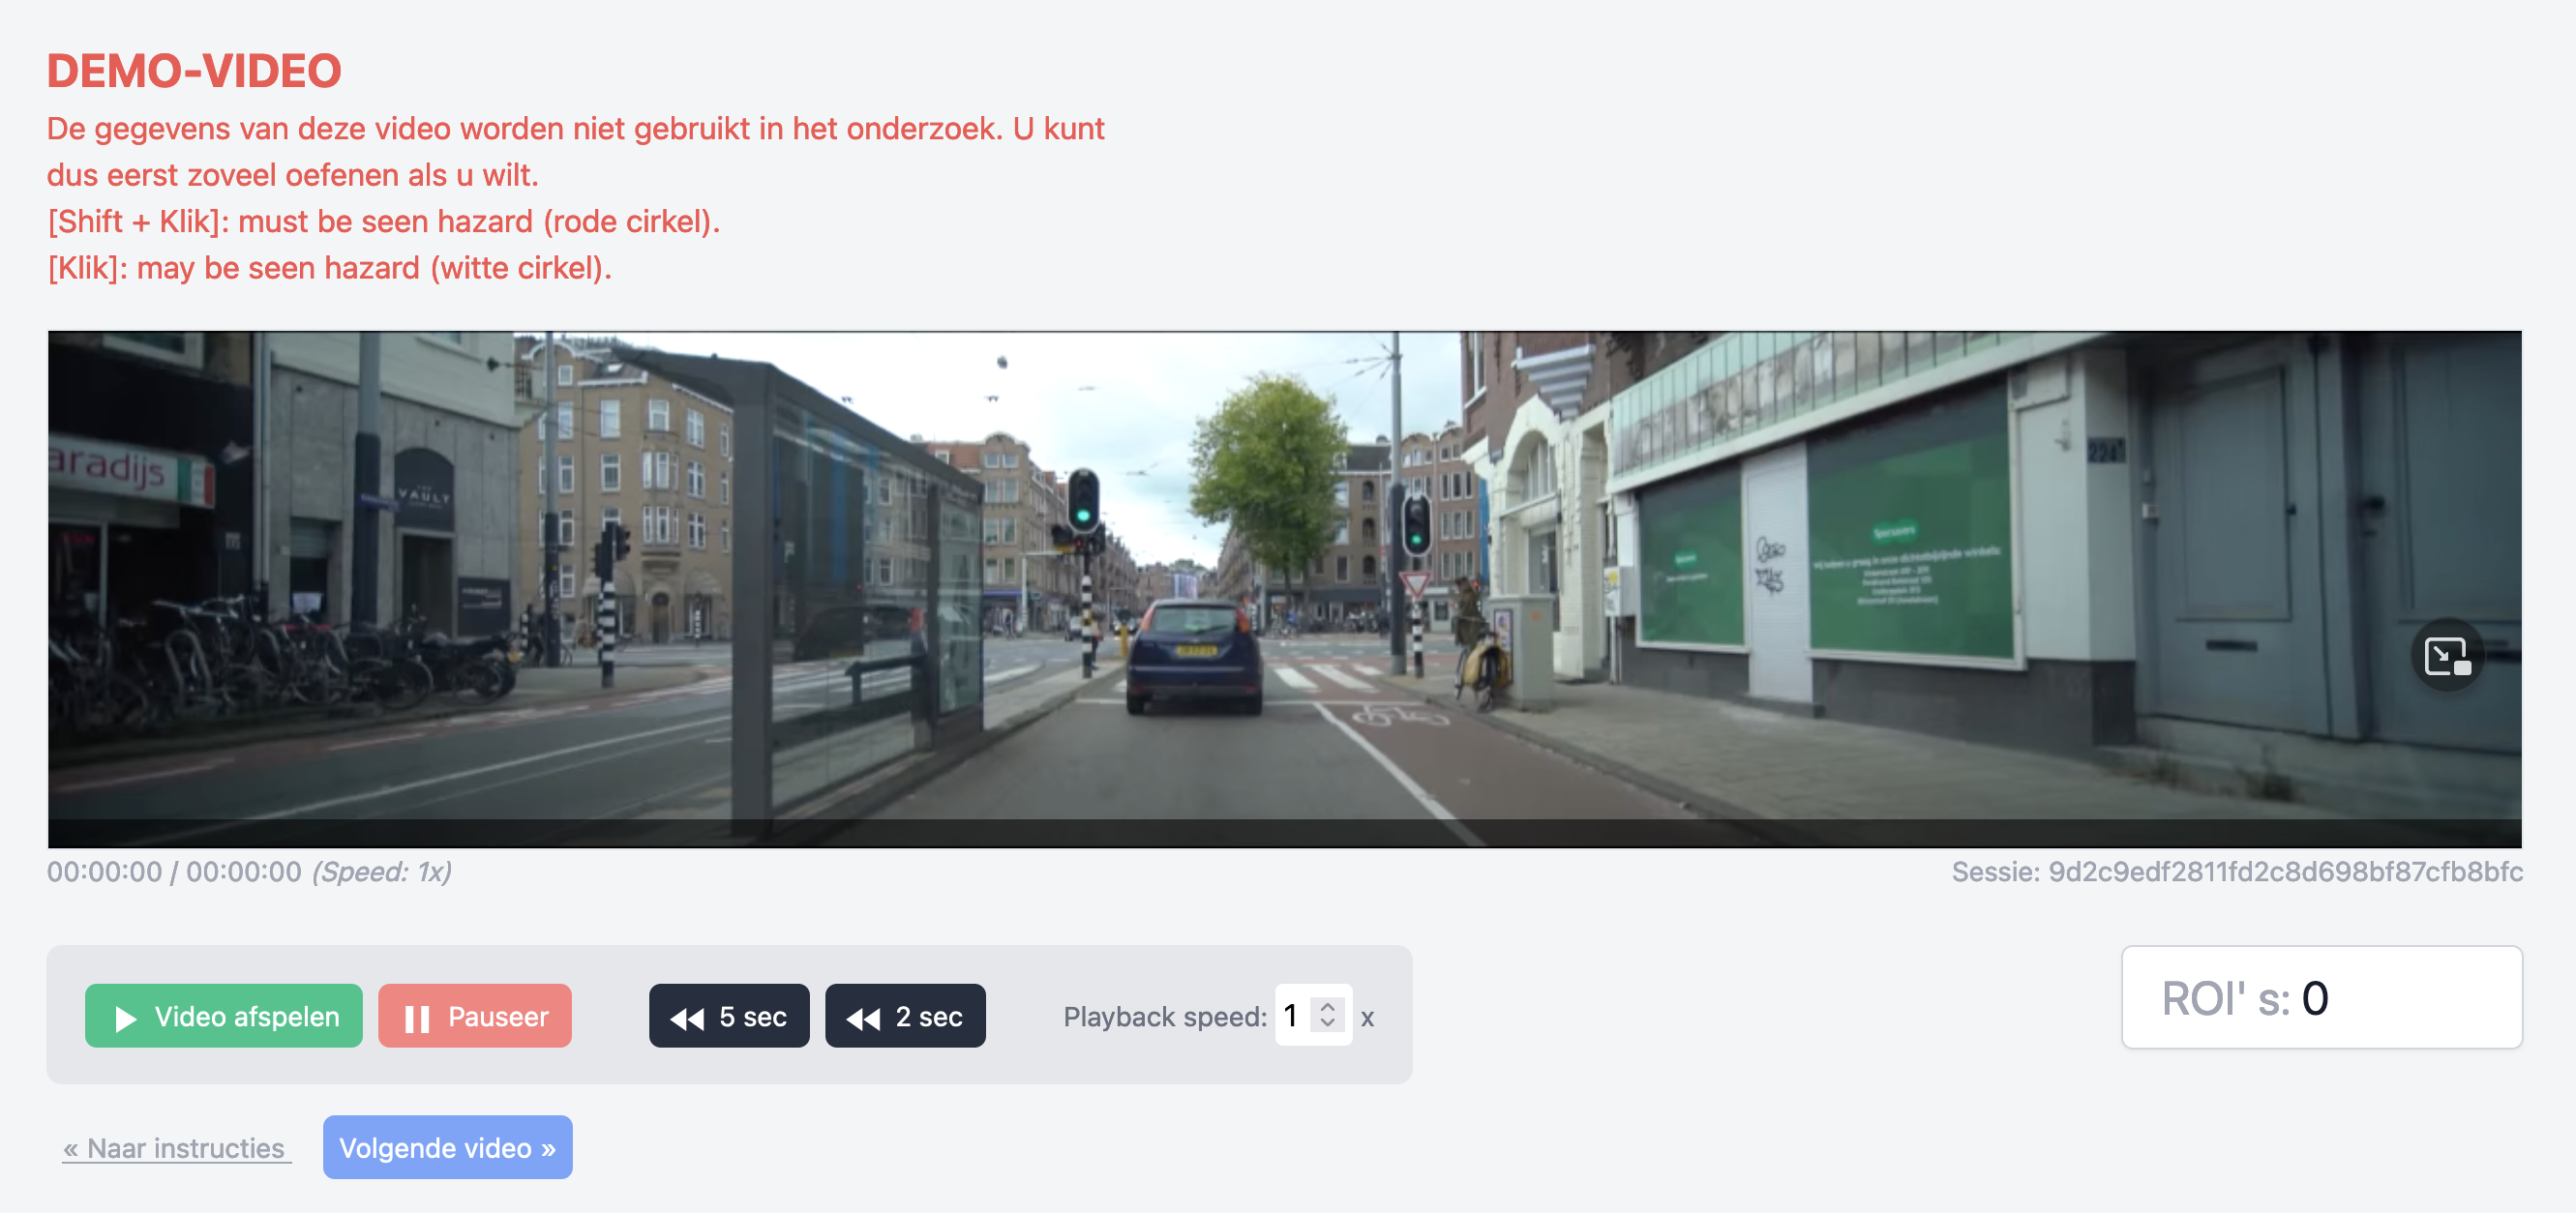 DEMO-VIDEO
De gegevens van deze video worden niet gebruikt in het onderzoek. U kunt
dus eerst zoveel oefenen als u wilt.
[Shift + Klik]: must be seen hazard (rode cirkel).
[Klik]: may be seen hazard (witte cirkel).
aradijs
VAULT
Specsavers
224
00:00:00 / 00:00:00 (Speed: 1x)
Sessie: 9d2c9edf2811fd2c8d698bf87cfb8bfc
Video afspelen
Pauseer
5 sec
2 sec
Playback speed: 1 x
ROI' s: 0
« Naar instructies
Volgende video »